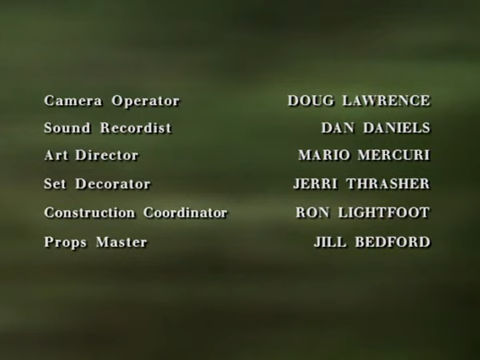 Camera Operator DOUG LAWRENCE
Sound Recordist DAN DANIELS
Art Director MARIO MERCURI
Set Decorator JERRI THRASHER
Construction Coordinator RON LIGHTFOOT
Props Master JILL BEDFORD